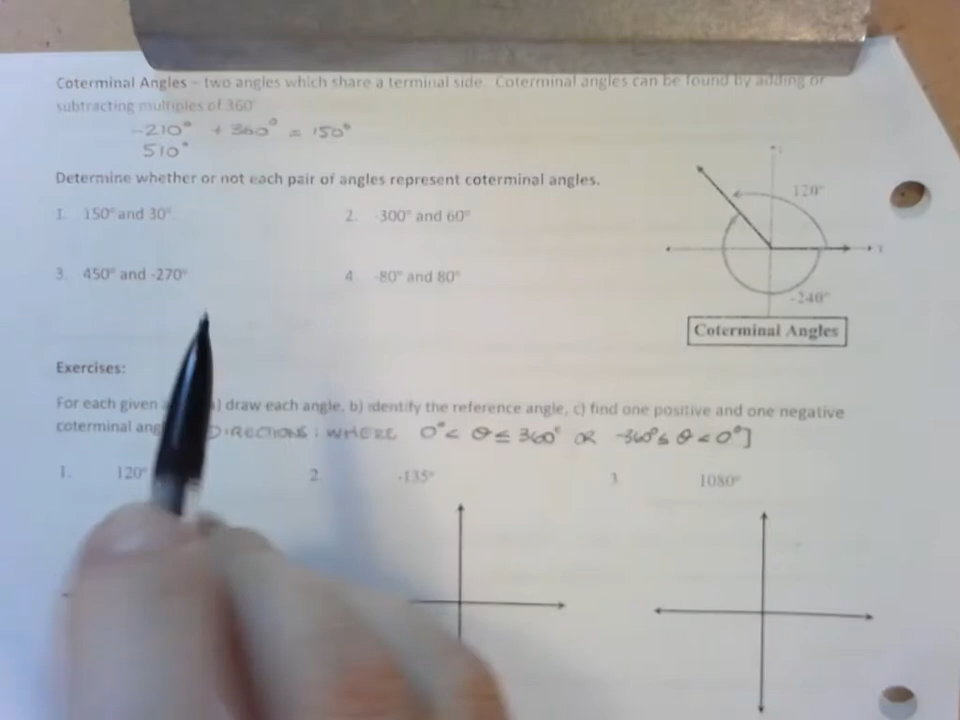 Coterminal Angles – two angles which share a terminal side. Coterminal angles can be found by adding or
subtracting multiples of 360°
-210° + 360° = 150°
510°
Determine whether or not each pair of angles represent coterminal angles.
1. 150° and 30°.
2. -300° and 60°
3. 450° and -270°
4. -80° and 80°
120°
x
-240°
Coterminal Angles
Exercises:
For each given a) draw each angle, b) identify the reference angle, c) find one positive and one negative
coterminal ang DIRECTIONS: WHERE 0° < θ ≤ 360° OR -360° ≤ θ < 0°]
1. 120°
2. -135°
3. 1080°